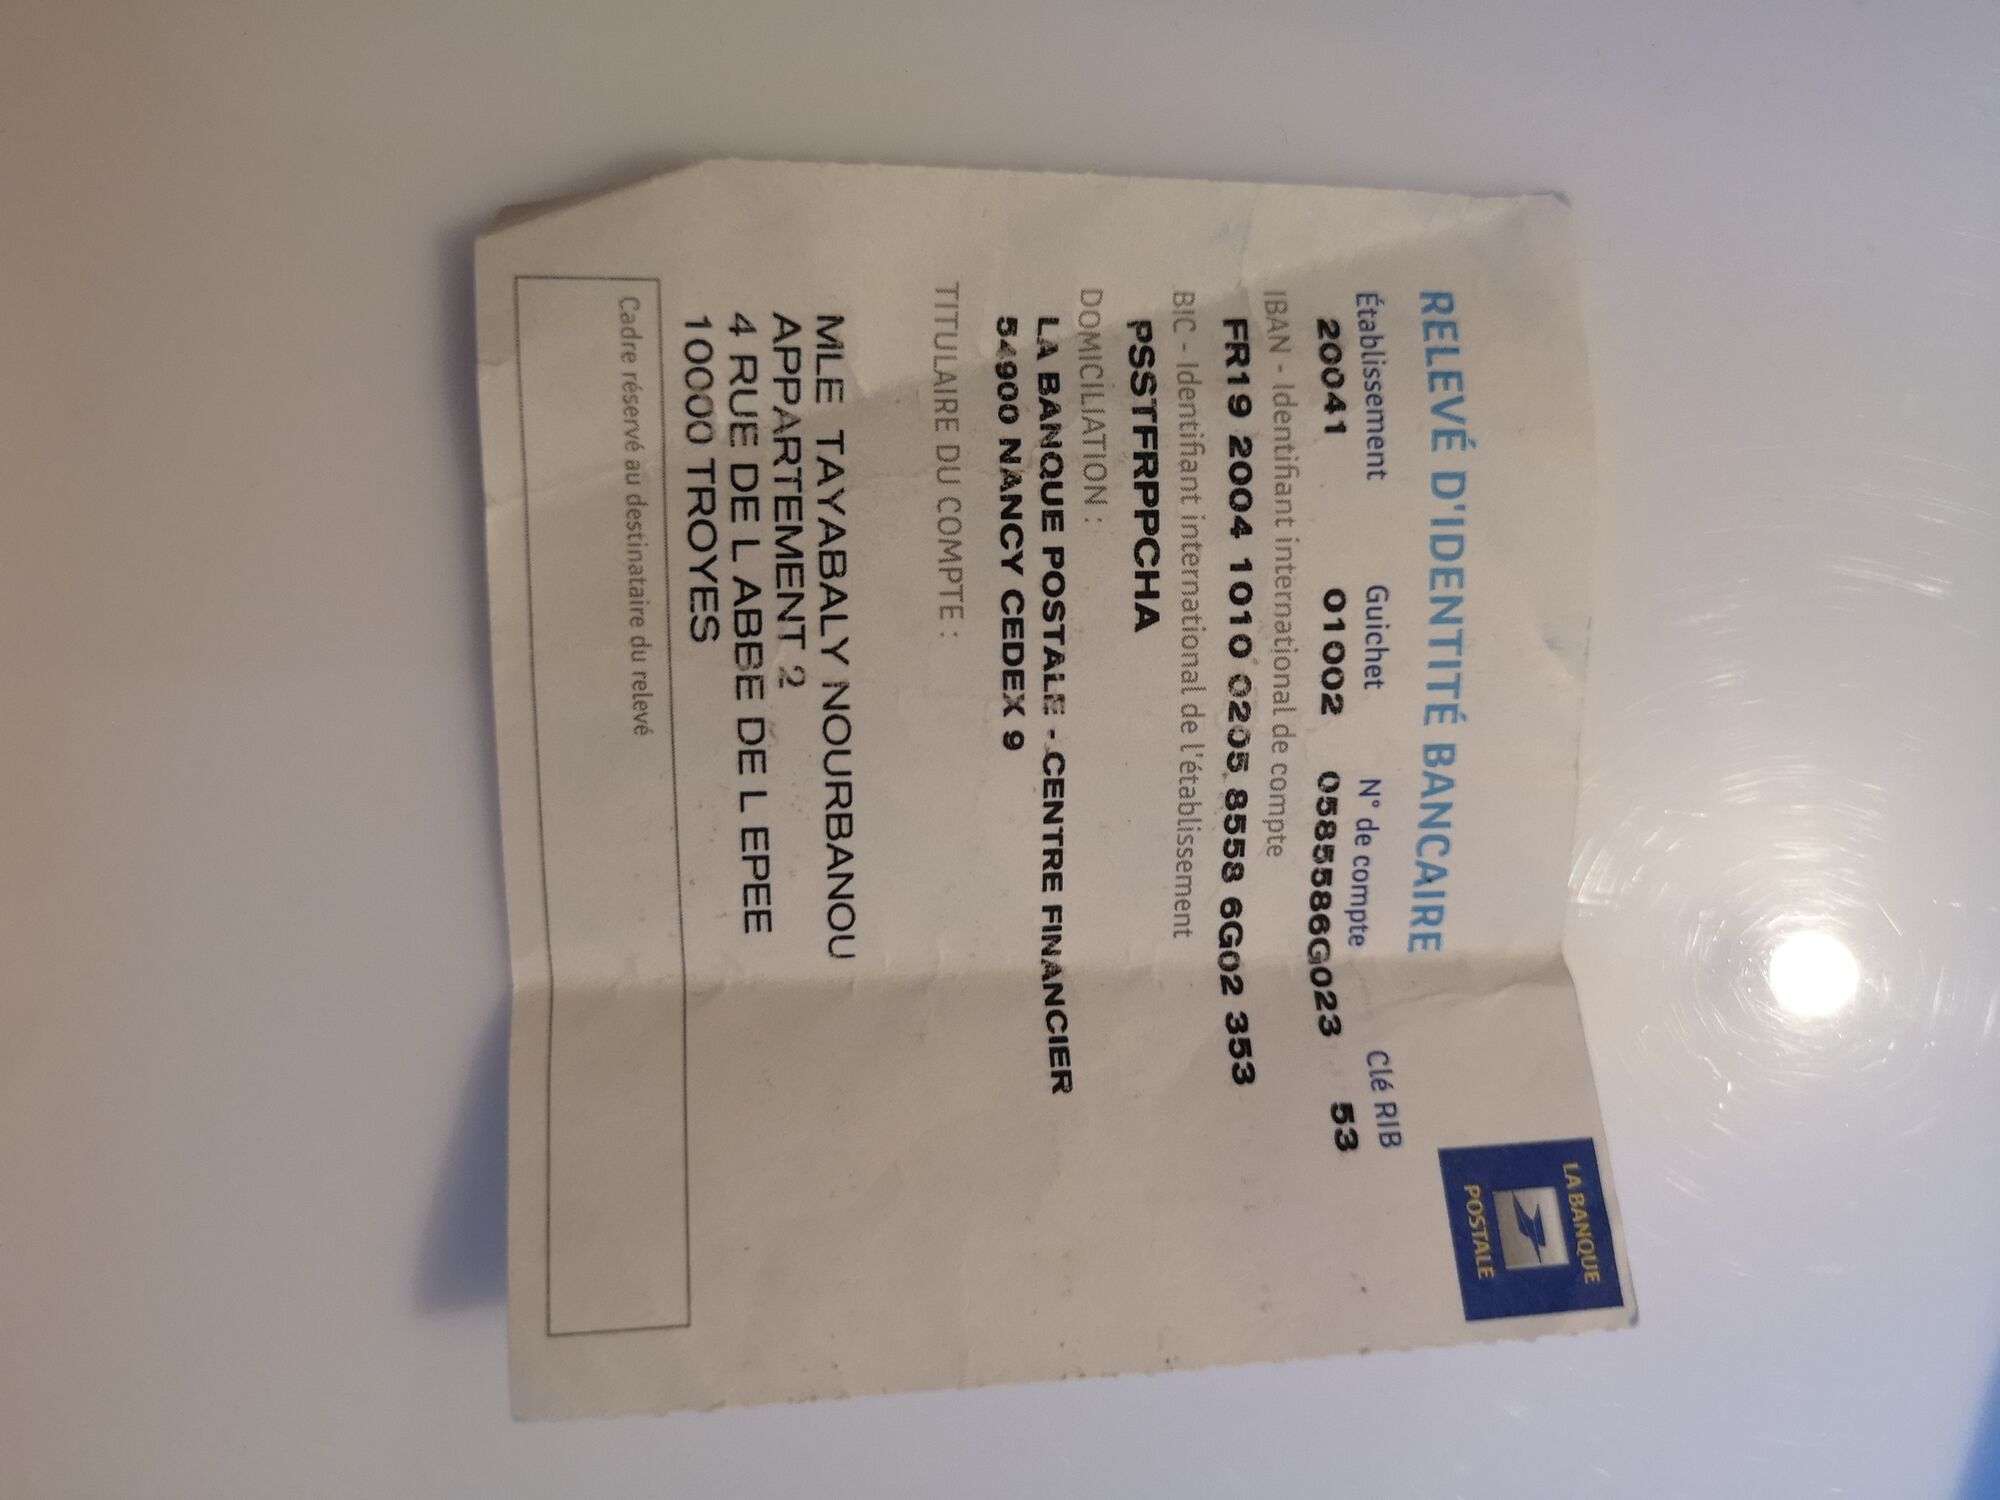 RELEVÉ D'IDENTITÉ BANCAIRE
LA BANQUE
POSTALE
Établissement Guichet N° de compte Clé RIB
20041 01002 0585586G023 53
IBAN - Identifiant international de compte
FR19 2004 1010 0205 8558 6G02 353
BIC - Identifiant international de l'établissement
PSSTFRPPCHA
DOMICILIATION :
LA BANQUE POSTALE - CENTRE FINANCIER
54900 NANCY CEDEX 9
TITULAIRE DU COMPTE :
MLE TAYABALY NOURBANOU
APPARTEMENT 2
4 RUE DE L ABBE DE L EPEE
10000 TROYES
Cadre réservé au destinataire du relevé